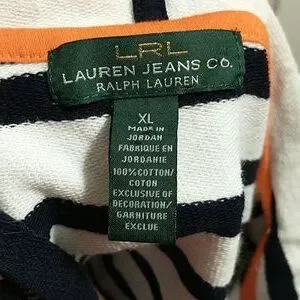 LRL
LAUREN JEANS CO.
RALPH LAUREN
XL
MADE IN
JORDAN
FABRIQUE EN
JORDANIE
100% COTTON/
COTON
EXCLUSIVE OF
DECORATION/
GARNITURE
EXCLUE